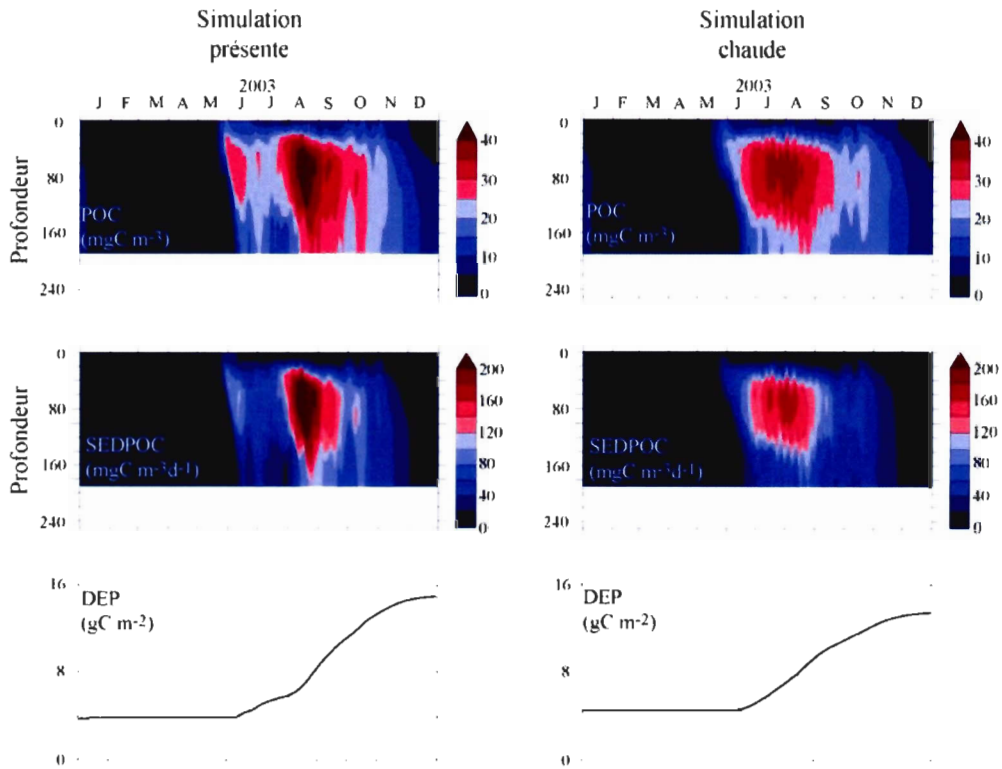 Simulation
présente
Simulation
chaude
2003
J F M A M J J A S O N D
2003
J F M A M J J A S O N D
Profondeur
0
80
160
240
POC
(mgC m-3)
40
30
20
10
0
0
80
160
240
POC
(mgC m-3)
40
30
20
10
0
Profondeur
0
80
160
240
SEDPOC
(mgC m-3d-1)
200
160
120
80
40
0
0
80
160
240
SEDPOC
(mgC m-3d-1)
200
160
120
80
40
0
16
8
0
DEP
(gC m-2)
16
8
0
DEP
(gC m-2)